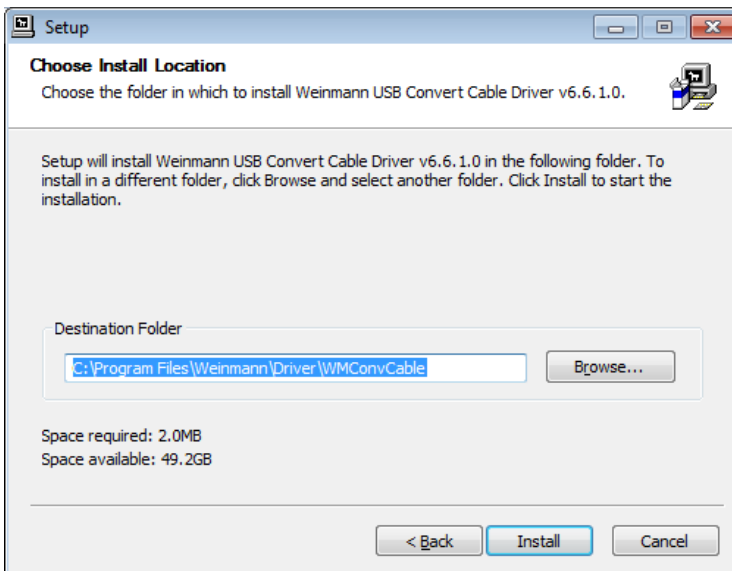 Setup
Choose Install Location
Choose the folder in which to install Weinmann USB Convert Cable Driver v6.6.1.0.
Setup will install Weinmann USB Convert Cable Driver v6.6.1.0 in the following folder. To
install in a different folder, click Browse and select another folder. Click Install to start the
installation.
Destination Folder
C:\Program Files\Weinmann\Driver\WMConvCable
Browse...
Space required: 2.0MB
Space available: 49.2GB
< Back
Install
Cancel